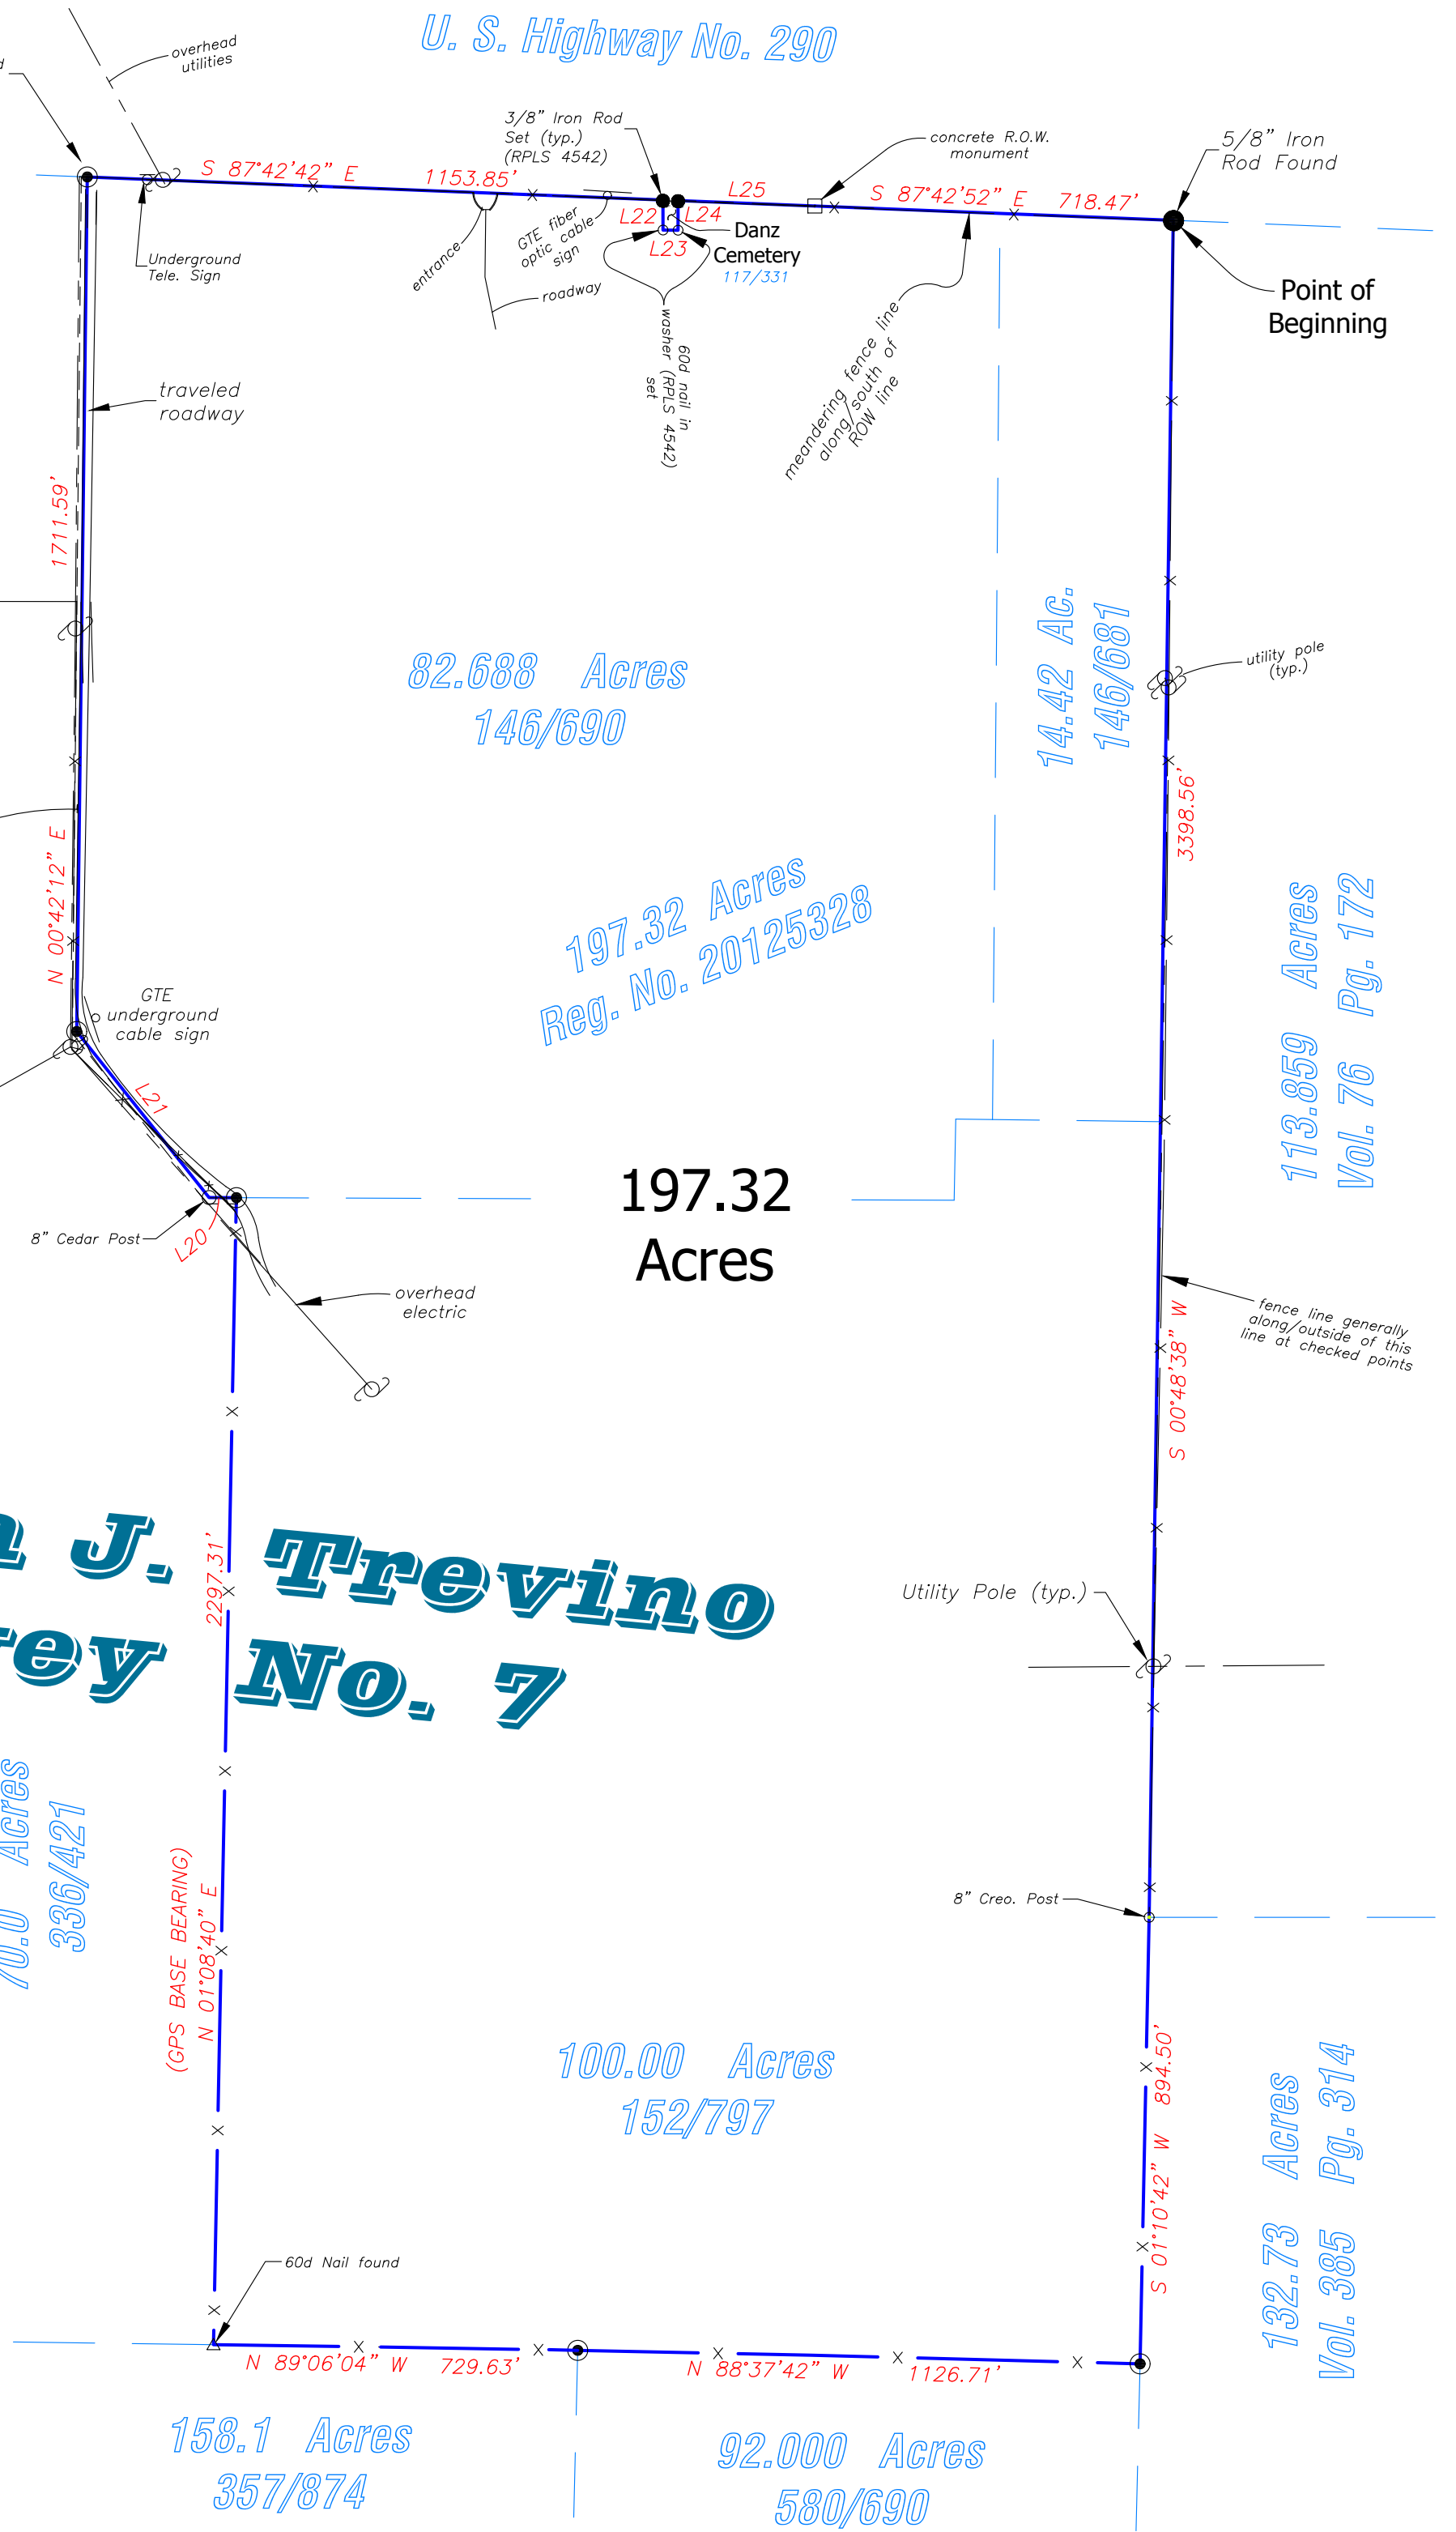 U. S. Highway No. 290
overhead
utilities
3/8” Iron Rod
Set (typ.)
(RPLS 4542)
concrete R.O.W.
monument
5/8” Iron
Rod Found
S 87°42'42” E 1153.85'
L25
S 87°42'52” E 718.47'
L22
L24
L23
Danz
Cemetery
117/331
Underground
Tele. Sign
entrance
GTE fiber
optic cable
sign
roadway
60d nail in
washer (RPLS 4542)
set
meandering fence line
along/south of
ROW line
Point of
Beginning
traveled
roadway
1711.59'
N 00°42'12” E
82.688 Acres
146/690
14.42 Ac.
146/681
utility pole
(typ.)
3398.56'
S 00°48'38” W
197.32 Acres
Reg. No. 20125328
113.859 Acres
Vol. 76 Pg. 172
GTE
underground
cable sign
L21
8” Cedar Post
L20
197.32
Acres
overhead
electric
fence line generally
along/outside of this
line at checked points
J. Trevino
No. 7
2297.31'
Utility Pole (typ.)
Acres
336/421
(GPS BASE BEARING)
N 01°08'40” E
8” Creo. Post
100.00 Acres
152/797
S 01°10'42” W 894.50'
132.73 Acres
Vol. 385 Pg. 314
60d Nail found
N 89°06'04” W 729.63'
N 88°37'42” W 1126.71'
158.1 Acres
357/874
92.000 Acres
580/690